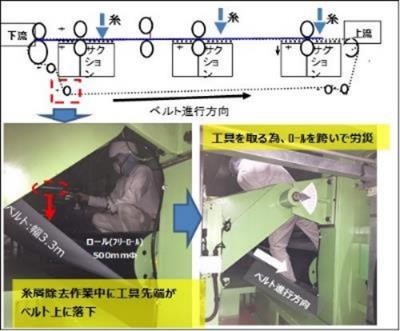 糸
糸
糸
下流
上流
サク
ション
サク
ション
サク
ション
ベルト進行方向
工具を取る為、ﾛｰﾙを跨いで労災
ベルト:幅3.3m
ロール(フリーロール)
500mmΦ
糸屑除去作業中に工具先端が
ベルト上に落下
ベルト進行方向